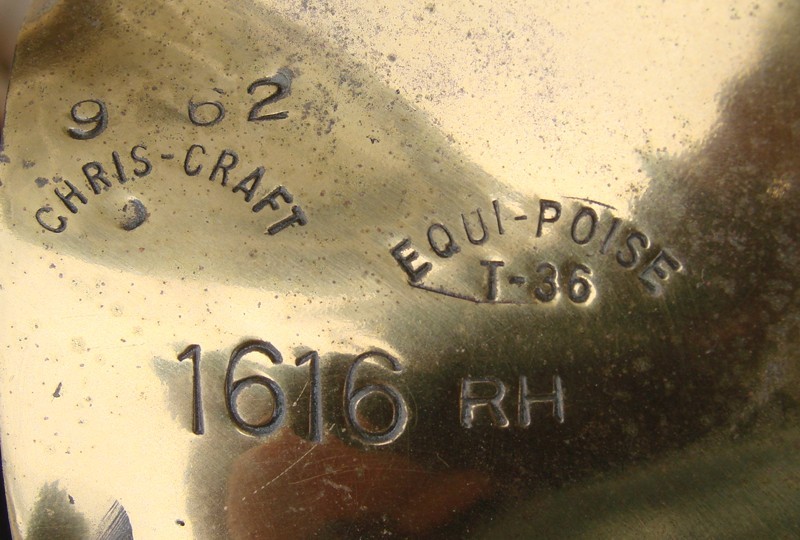 9 62
CHRIS-CRAFT
EQUI-POISE
T-36
1616 RH